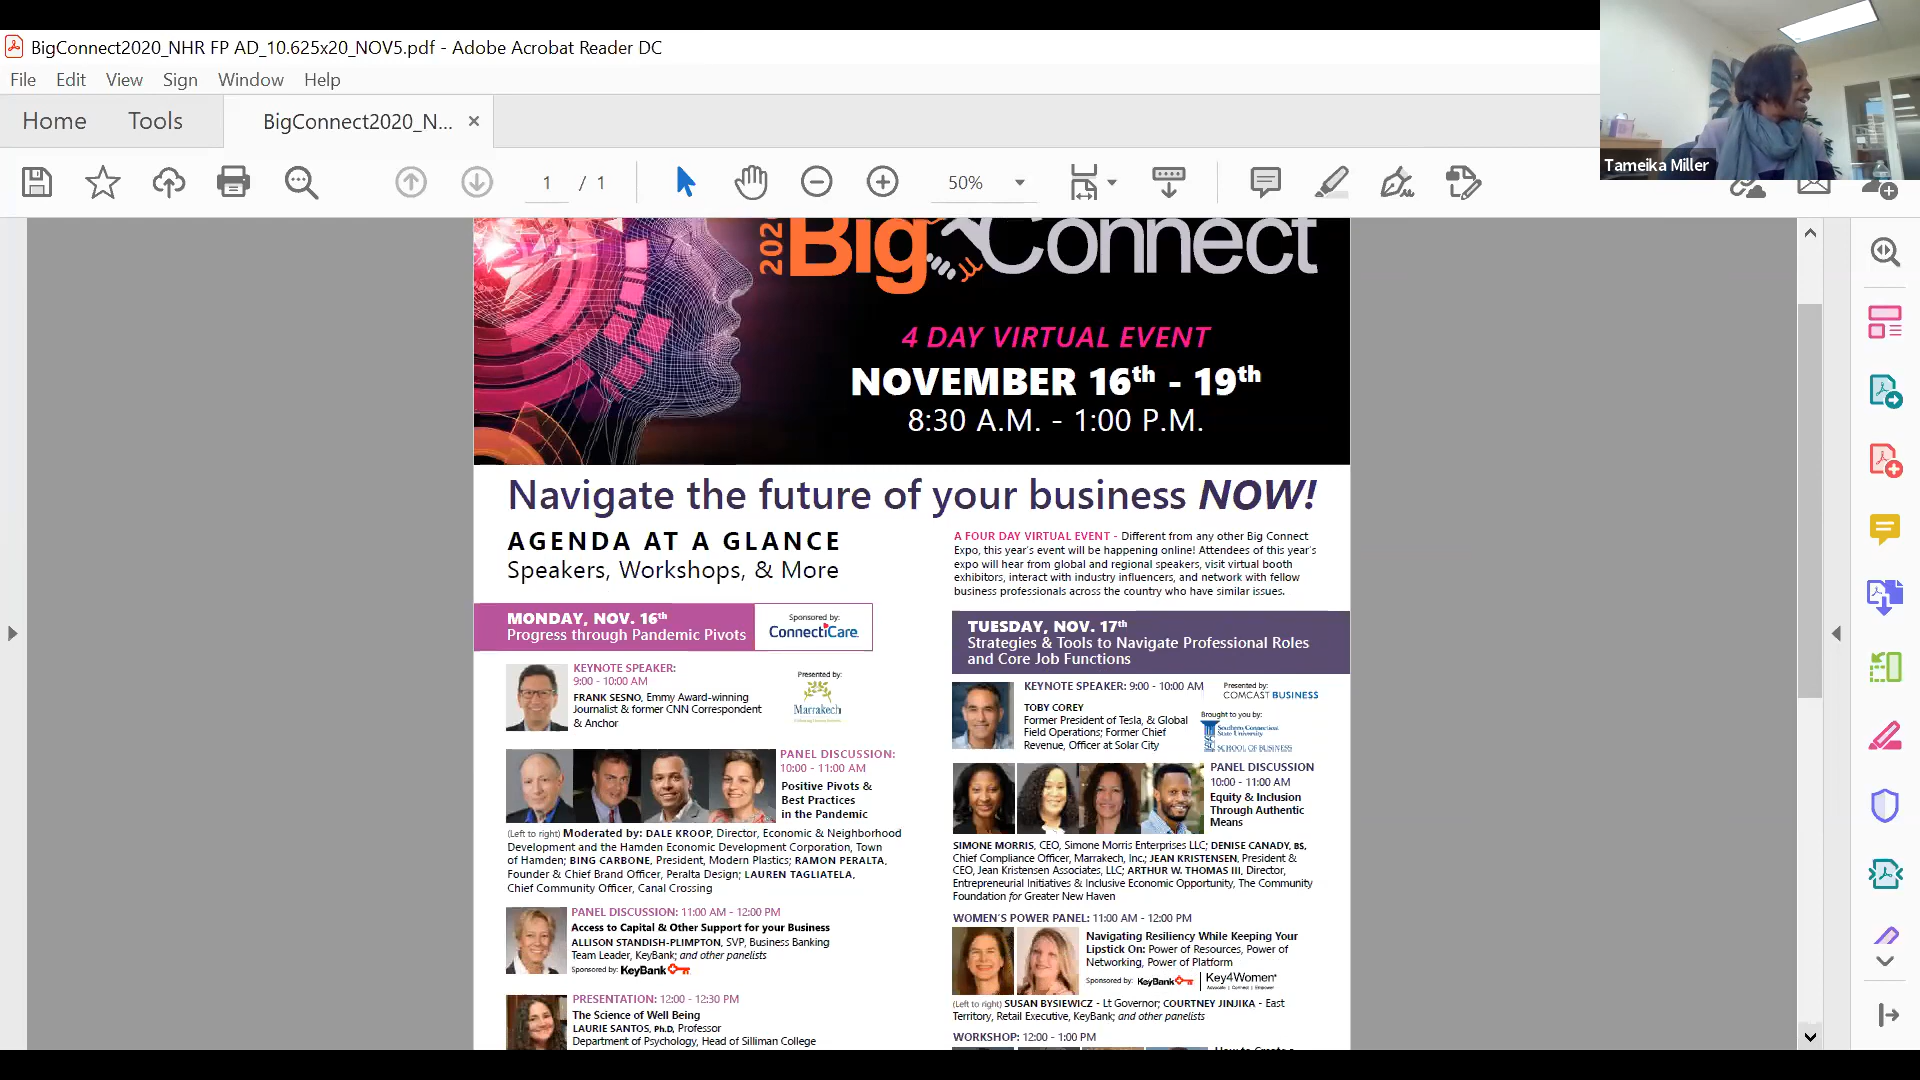 BigConnect2020_NHR FP AD_10.625x20_NOV5.pdf - Adobe Acrobat Reader DC
File Edit View Sign Window Help
Home Tools BigConnect2020_N... ×
1 / 1 50%
Tameika Miller
202
Big Connect
4 DAY VIRTUAL EVENT
NOVEMBER 16th - 19th
8:30 A.M. - 1:00 P.M.
Navigate the future of your business NOW!
AGENDA AT A GLANCE
Speakers, Workshops, & More
MONDAY, NOV. 16th
Progress through Pandemic Pivots
Sponsored by:
ConnectiCare.
KEYNOTE SPEAKER:
9:00 - 10:00 AM
FRANK SESNO, Emmy Award-winning
Journalist & former CNN Correspondent
& Anchor
Presented by:
Marrakech
PANEL DISCUSSION:
10:00 - 11:00 AM
Positive Pivots &
Best Practices
in the Pandemic
(Left to right) Moderated by: DALE KROOP, Director, Economic & Neighborhood
Development and the Hamden Economic Development Corporation, Town
of Hamden; BING CARBONE, President, Modern Plastics; RAMON PERALTA,
Founder & Chief Brand Officer, Peralta Design; LAUREN TAGLIATELA,
Chief Community Officer, Canal Crossing
PANEL DISCUSSION: 11:00 AM - 12:00 PM
Access to Capital & Other Support for your Business
ALLISON STANDISH-PLIMPTON, SVP, Business Banking
Team Leader, KeyBank; and other panelists
Sponsored by: KeyBank
PRESENTATION: 12:00 - 12:30 PM
The Science of Well Being
LAURIE SANTOS, Ph.D, Professor
Department of Psychology, Head of Silliman College
A FOUR DAY VIRTUAL EVENT - Different from any other Big Connect
Expo, this year's event will be happening online! Attendees of this year's
expo will hear from global and regional speakers, visit virtual booth
exhibitors, interact with industry influencers, and network with fellow
business professionals across the country who have similar issues.
TUESDAY, NOV. 17th
Strategies & Tools to Navigate Professional Roles
and Core Job Functions
KEYNOTE SPEAKER: 9:00 - 10:00 AM
TOBY COREY
Former President of Tesla, & Global
Field Operations; Former Chief
Revenue, Officer at Solar City
Presented by:
COMCAST BUSINESS
Brought to you by:
Southern Connecticut
State University
SCHOOL OF BUSINESS
PANEL DISCUSSION
10:00 - 11:00 AM
Equity & Inclusion
Through Authentic
Means
SIMONE MORRIS, CEO, Simone Morris Enterprises LLC; DENISE CANADY, BS,
Chief Compliance Officer, Marrakech, Inc.; JEAN KRISTENSEN, President &
CEO, Jean Kristensen Associates, LLC; ARTHUR W. THOMAS III, Director,
Entrepreneurial Initiatives & Inclusive Economic Opportunity, The Community
Foundation for Greater New Haven
WOMEN'S POWER PANEL: 11:00 AM - 12:00 PM
Navigating Resiliency While Keeping Your
Lipstick On: Power of Resources, Power of
Networking, Power of Platform
Sponsored by: KeyBank Key4Women
(Left to right) SUSAN BYSIEWICZ - Lt Governor; COURTNEY JINJIKA - East
Territory, Retail Executive, KeyBank; and other panelists
WORKSHOP: 12:00 - 1:00 PM